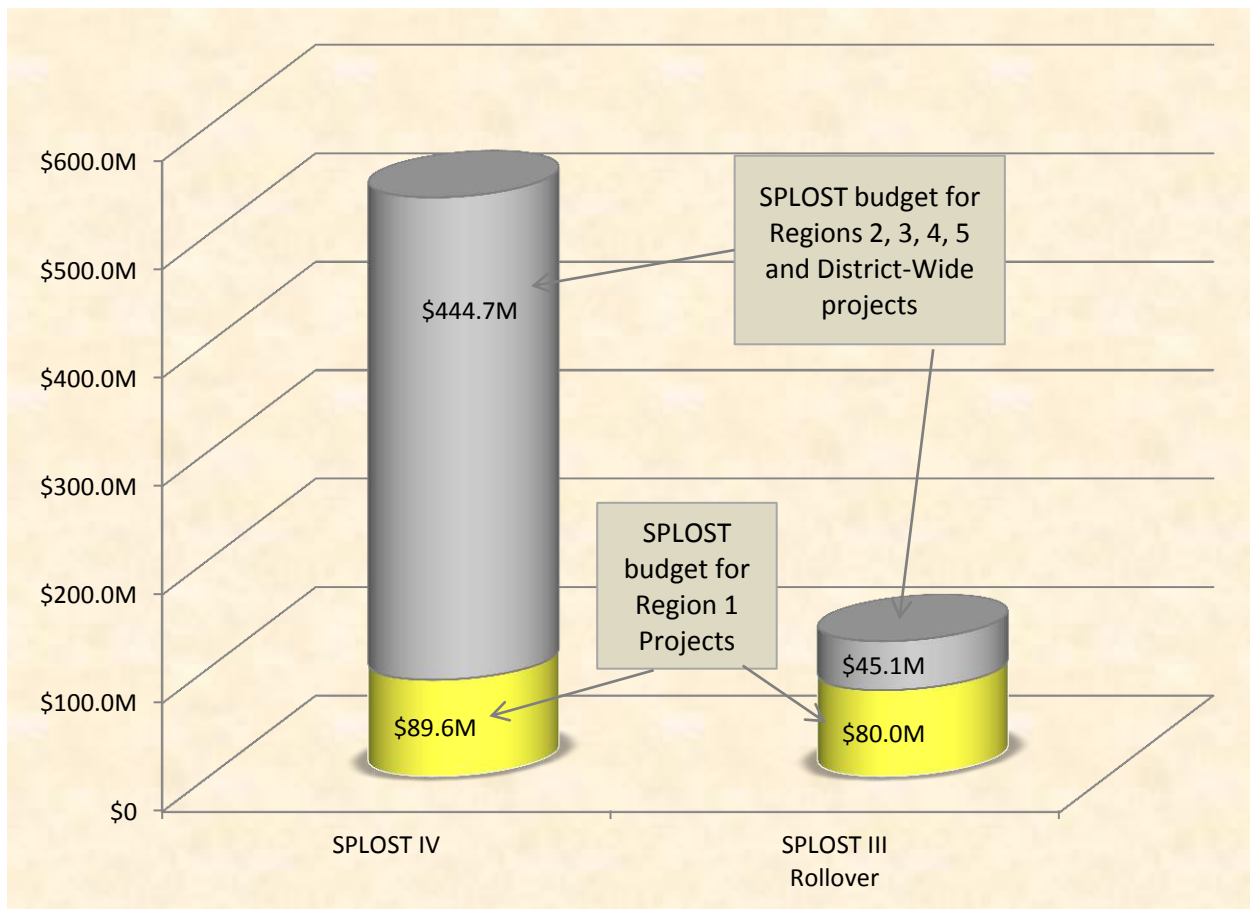 $600.0M
$500.0M
$400.0M
$300.0M
$200.0M
$100.0M
$0
SPLOST budget for
Regions 2, 3, 4, 5
and District-Wide
projects
$444.7M
SPLOST
budget for
Region 1
Projects
$45.1M
$89.6M
$80.0M
SPLOST IV
SPLOST III
Rollover